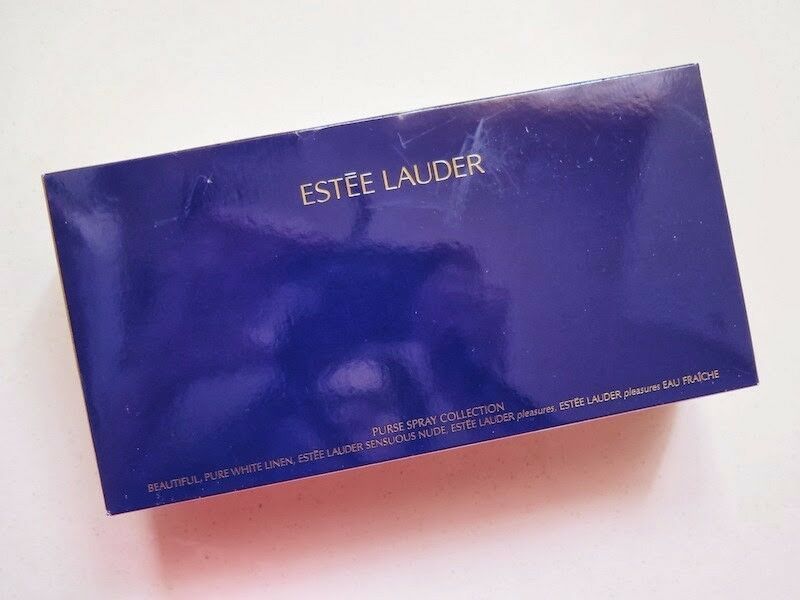 ESTĒE LAUDER
PURSE SPRAY COLLECTION
BEAUTIFUL, PURE WHITE LINEN, ESTĒE LAUDER SENSUOUS NUDE, ESTĒE LAUDER pleasures, ESTĒE LAUDER pleasures EAU FRAÎCHE